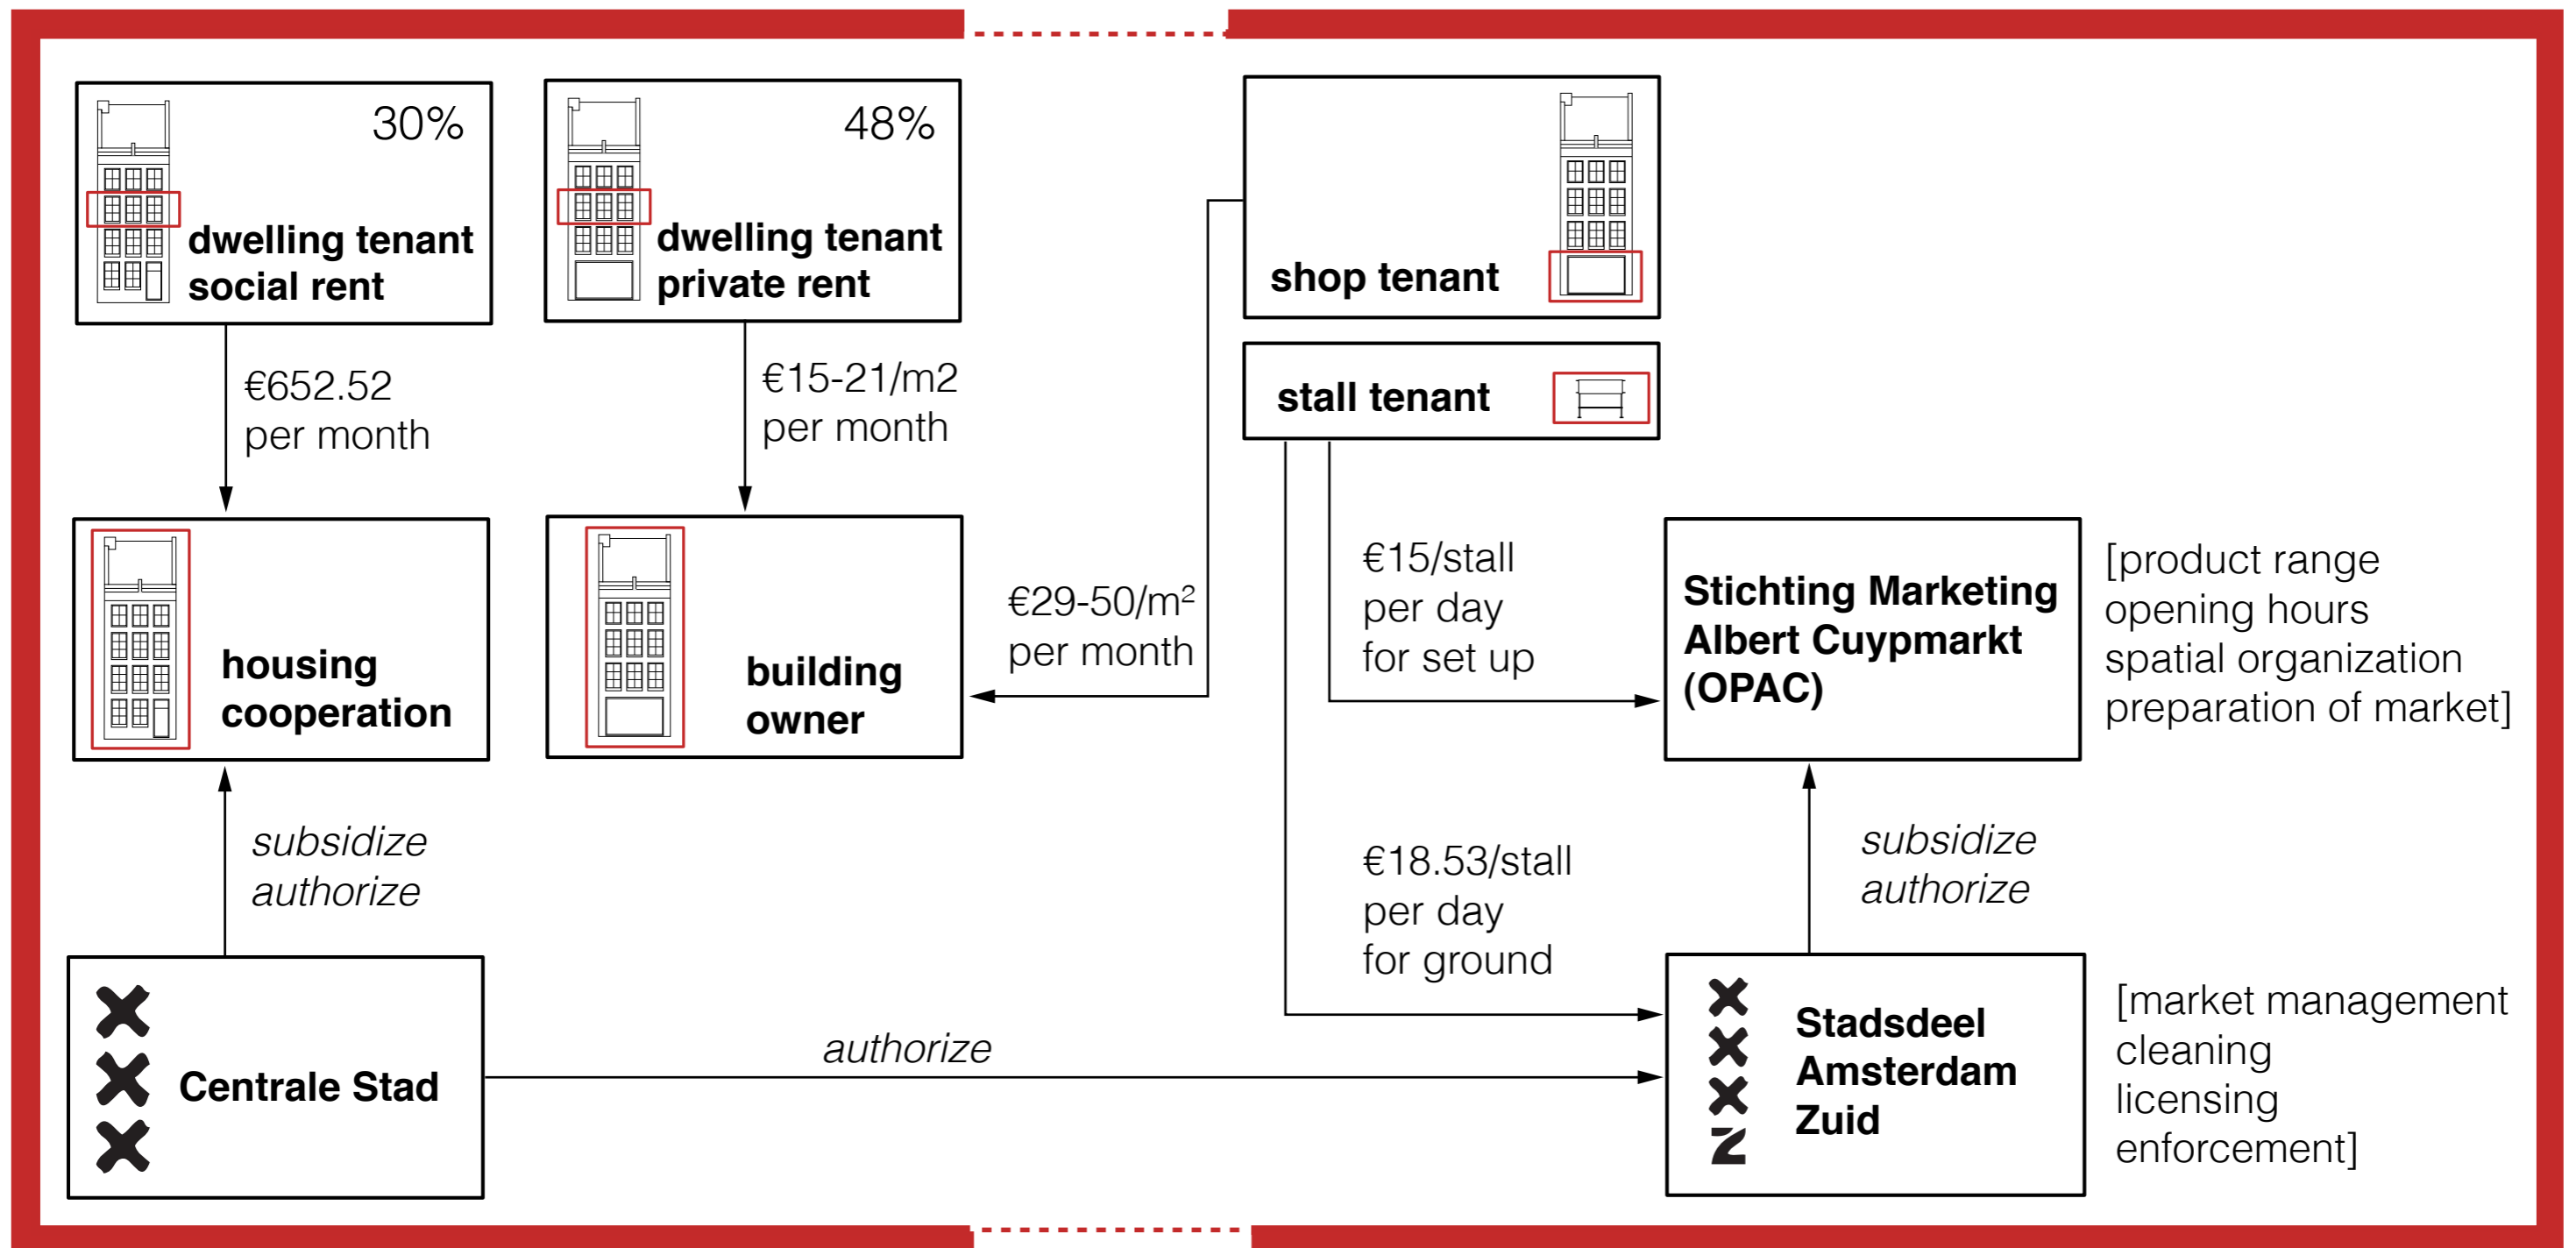 30%
dwelling tenant
social rent
48%
dwelling tenant
private rent
shop tenant
stall tenant
€652.52
per month
€15-21/m2
per month
€29-50/m²
per month
€15/stall
per day
for set up
housing
cooperation
building
owner
Stichting Marketing
Albert Cuypmarkt
(OPAC)
[product range
opening hours
spatial organization
preparation of market]
subsidize
authorize
€18.53/stall
per day
for ground
subsidize
authorize
Centrale Stad
authorize
Stadsdeel
Amsterdam
Zuid
[market management
cleaning
licensing
enforcement]